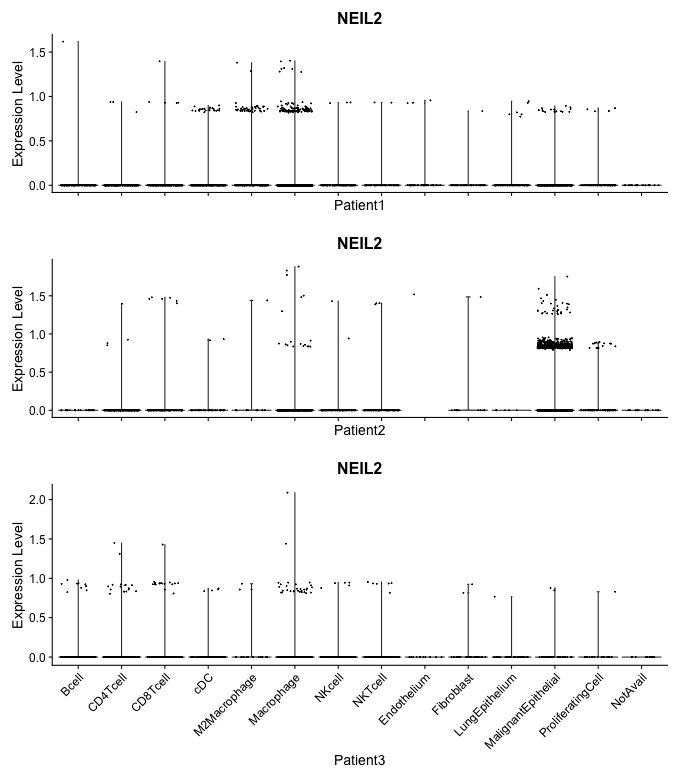 NEIL2
Expression Level
1.5
1.0
0.5
0.0
Patient1
NEIL2
Expression Level
1.5
1.0
0.5
0.0
Patient2
NEIL2
Expression Level
2.0
1.5
1.0
0.5
0.0
Bcell
CD4Tcell
CD8Tcell
cDC
M2Macrophage
Macrophage
NKcell
NKTcell
Endothelium
Fibroblast
LungEpithelium
MalignantEpithelial
ProliferatingCell
NotAvail
Patient3